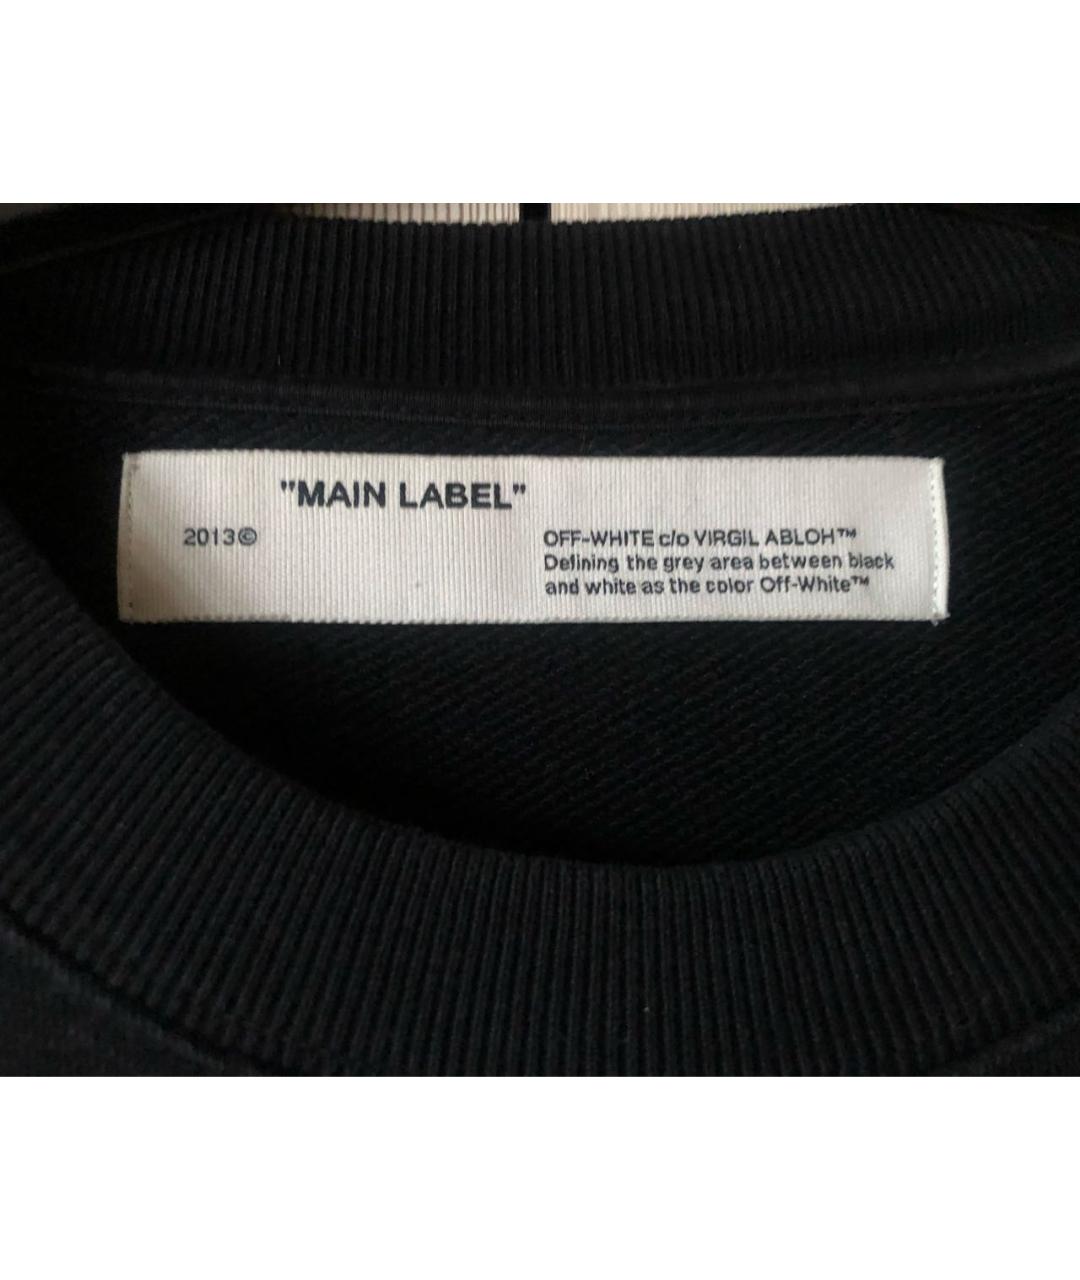 "MAIN LABEL"
2013©
OFF-WHITE c/o VIRGIL ABLOH™
Defining the grey area between black
and white as the color Off-White™